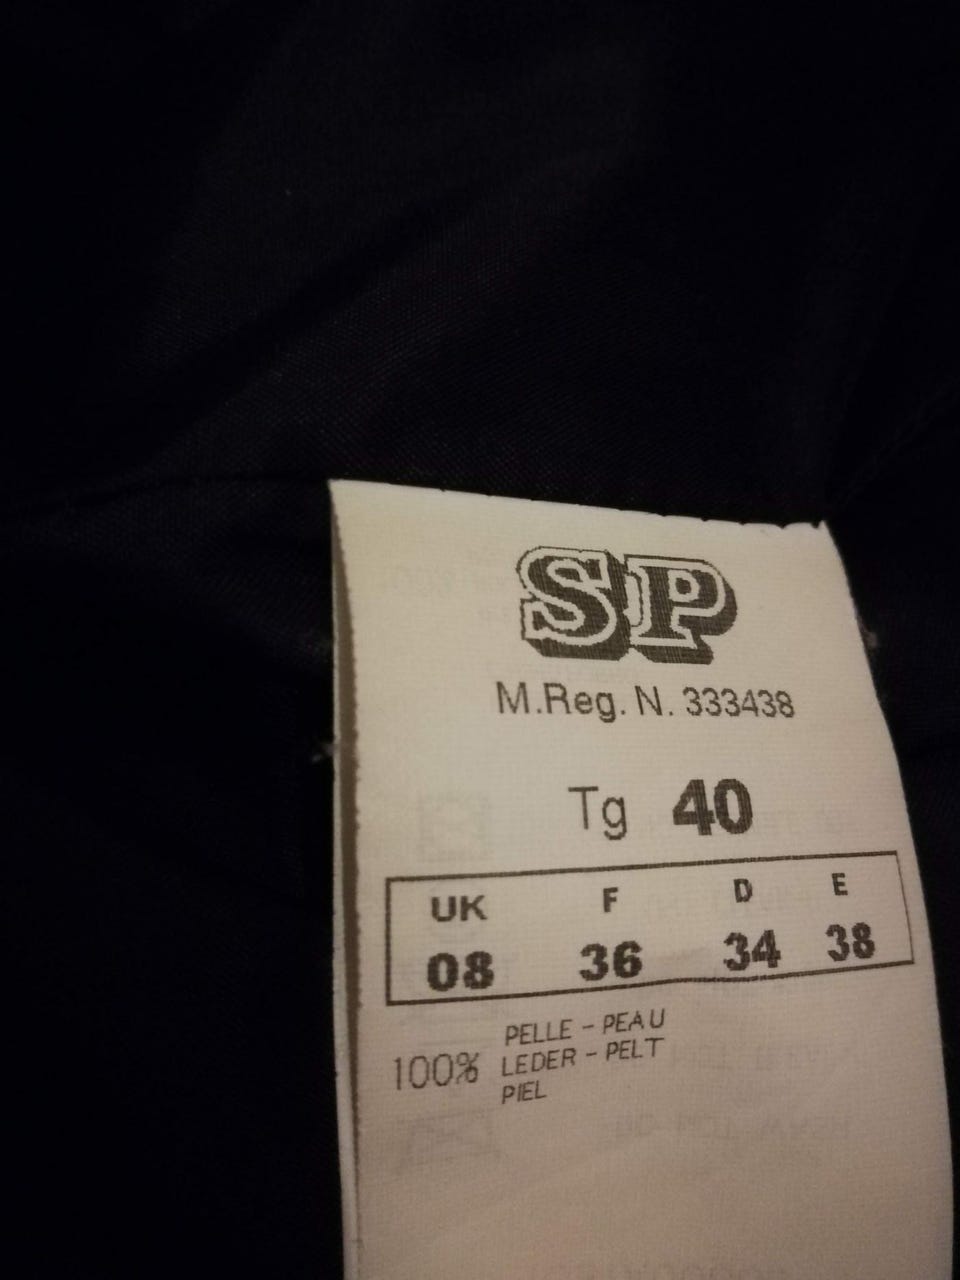 SP
M.Reg. N. 333438
Tg 40
UK F D E
08 36 34 38
PELLE - PEAU
100% LEDER - PELT
PIEL